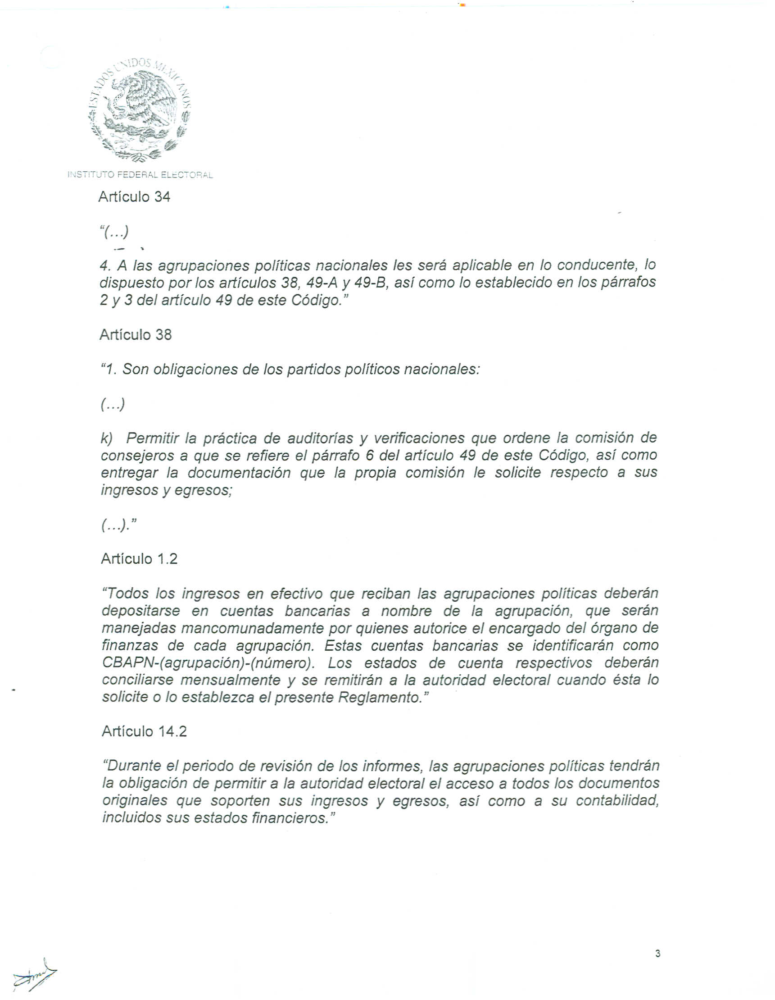 ESTADOS UNIDOS MEXICANOS
INSTITUTO FEDERAL ELECTORAL
Artículo 34
“(...)
4. A las agrupaciones políticas nacionales les será aplicable en lo conducente, lo
dispuesto por los artículos 38, 49-A y 49-B, así como lo establecido en los párrafos
2 y 3 del artículo 49 de este Código.”
Artículo 38
“1. Son obligaciones de los partidos políticos nacionales:
(...)
k) Permitir la práctica de auditorías y verificaciones que ordene la comisión de
consejeros a que se refiere el párrafo 6 del artículo 49 de este Código, así como
entregar la documentación que la propia comisión le solicite respecto a sus
ingresos y egresos;
(...).”
Artículo 1.2
“Todos los ingresos en efectivo que reciban las agrupaciones políticas deberán
depositarse en cuentas bancarias a nombre de la agrupación, que serán
manejadas mancomunadamente por quienes autorice el encargado del órgano de
finanzas de cada agrupación. Estas cuentas bancarias se identificarán como
CBAPN-(agrupación)-(número). Los estados de cuenta respectivos deberán
conciliarse mensualmente y se remitirán a la autoridad electoral cuando ésta lo
solicite o lo establezca el presente Reglamento.”
Artículo 14.2
“Durante el periodo de revisión de los informes, las agrupaciones políticas tendrán
la obligación de permitir a la autoridad electoral el acceso a todos los documentos
originales que soporten sus ingresos y egresos, así como a su contabilidad,
incluidos sus estados financieros.”
3